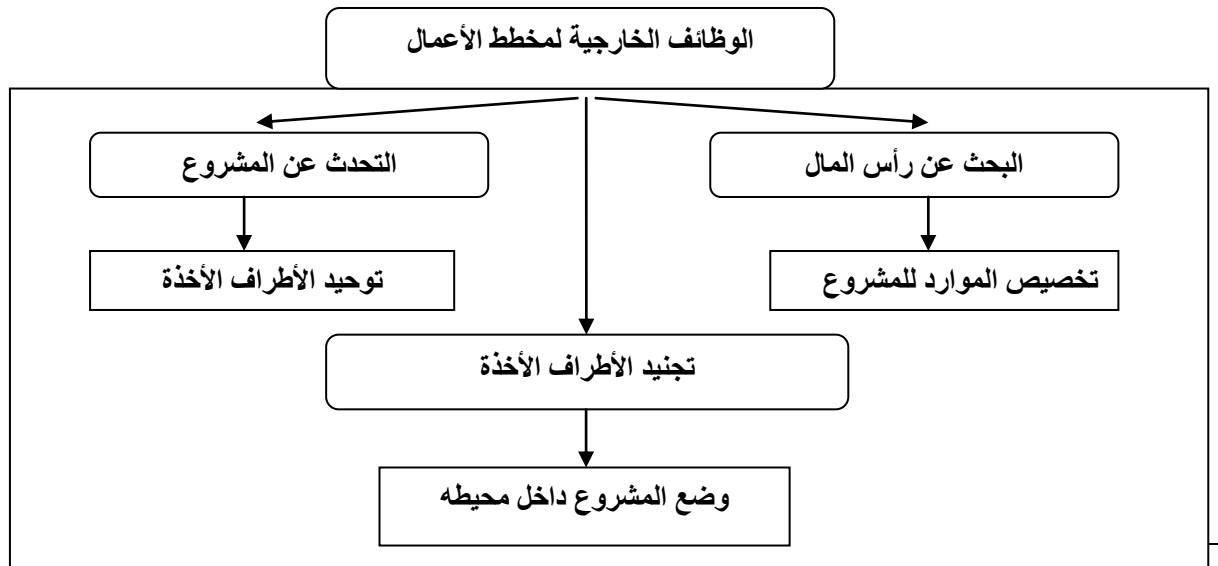 الوظائف الخارجية لمخطط الأعمال
البحث عن رأس المال
التحدث عن المشروع
تخصيص الموارد للمشروع
توحيد الأطراف الأخذة
تجنيد الأطراف الأخذة
وضع المشروع داخل محيطه